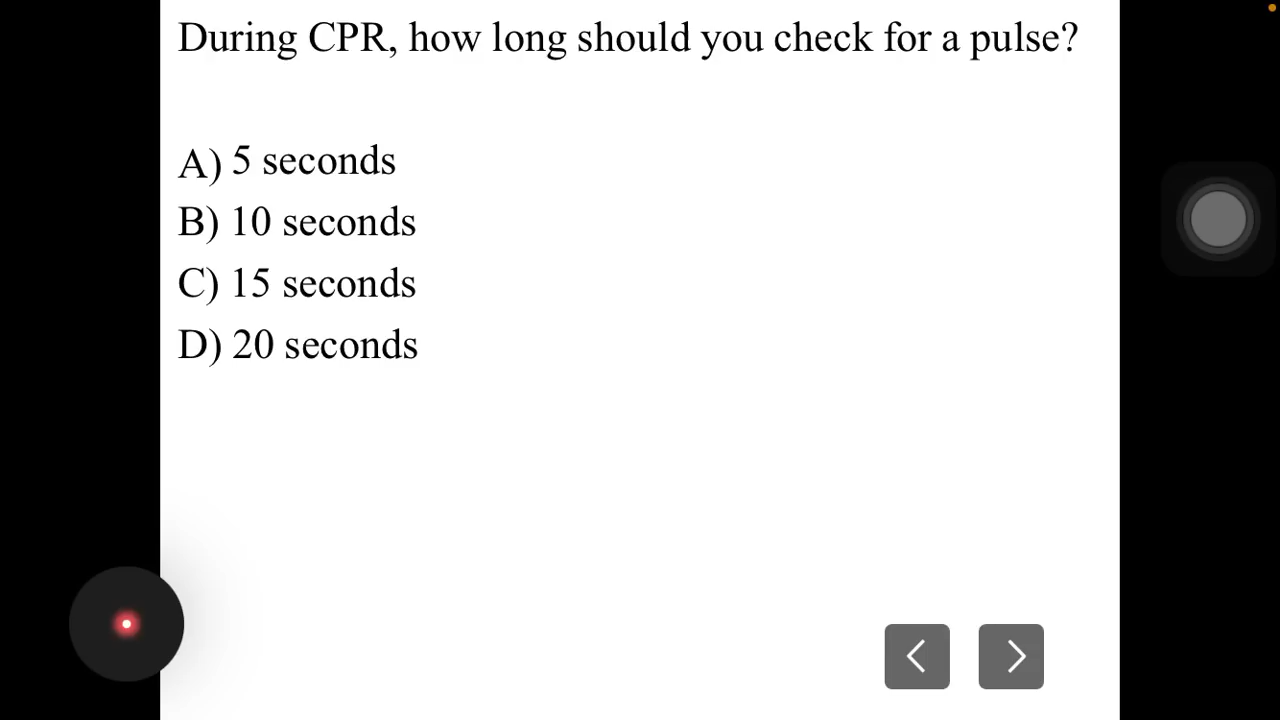 During CPR, how long should you check for a pulse?
A) 5 seconds
B) 10 seconds
C) 15 seconds
D) 20 seconds